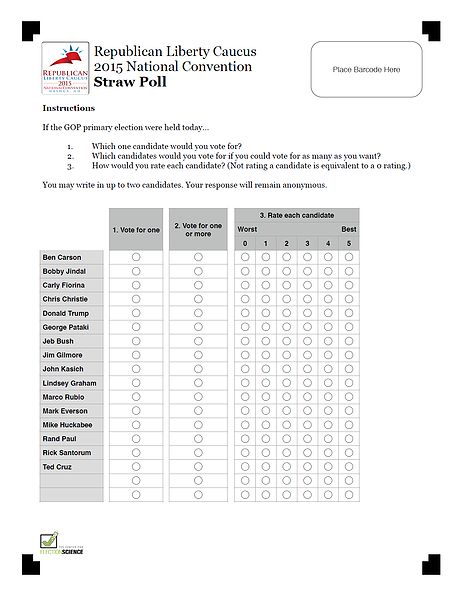 REPUBLICAN
LIBERTY CAUCUS
2015
NATIONAL CONVENTION
NASHUA, NH
Republican Liberty Caucus
2015 National Convention
Straw Poll
Place Barcode Here
Instructions
If the GOP primary election were held today...
1. Which one candidate would you vote for?
2. Which candidates would you vote for if you could vote for as many as you want?
3. How would you rate each candidate? (Not rating a candidate is equivalent to a 0 rating.)
You may write in up to two candidates. Your response will remain anonymous.
1. Vote for one
2. Vote for one
or more
3. Rate each candidate
Worst Best
0 1 2 3 4 5
Ben Carson
Bobby Jindal
Carly Fiorina
Chris Christie
Donald Trump
George Pataki
Jeb Bush
Jim Gilmore
John Kasich
Lindsey Graham
Marco Rubio
Mark Everson
Mike Huckabee
Rand Paul
Rick Santorum
Ted Cruz
THE CENTER FOR
ELECTIONSCIENCE